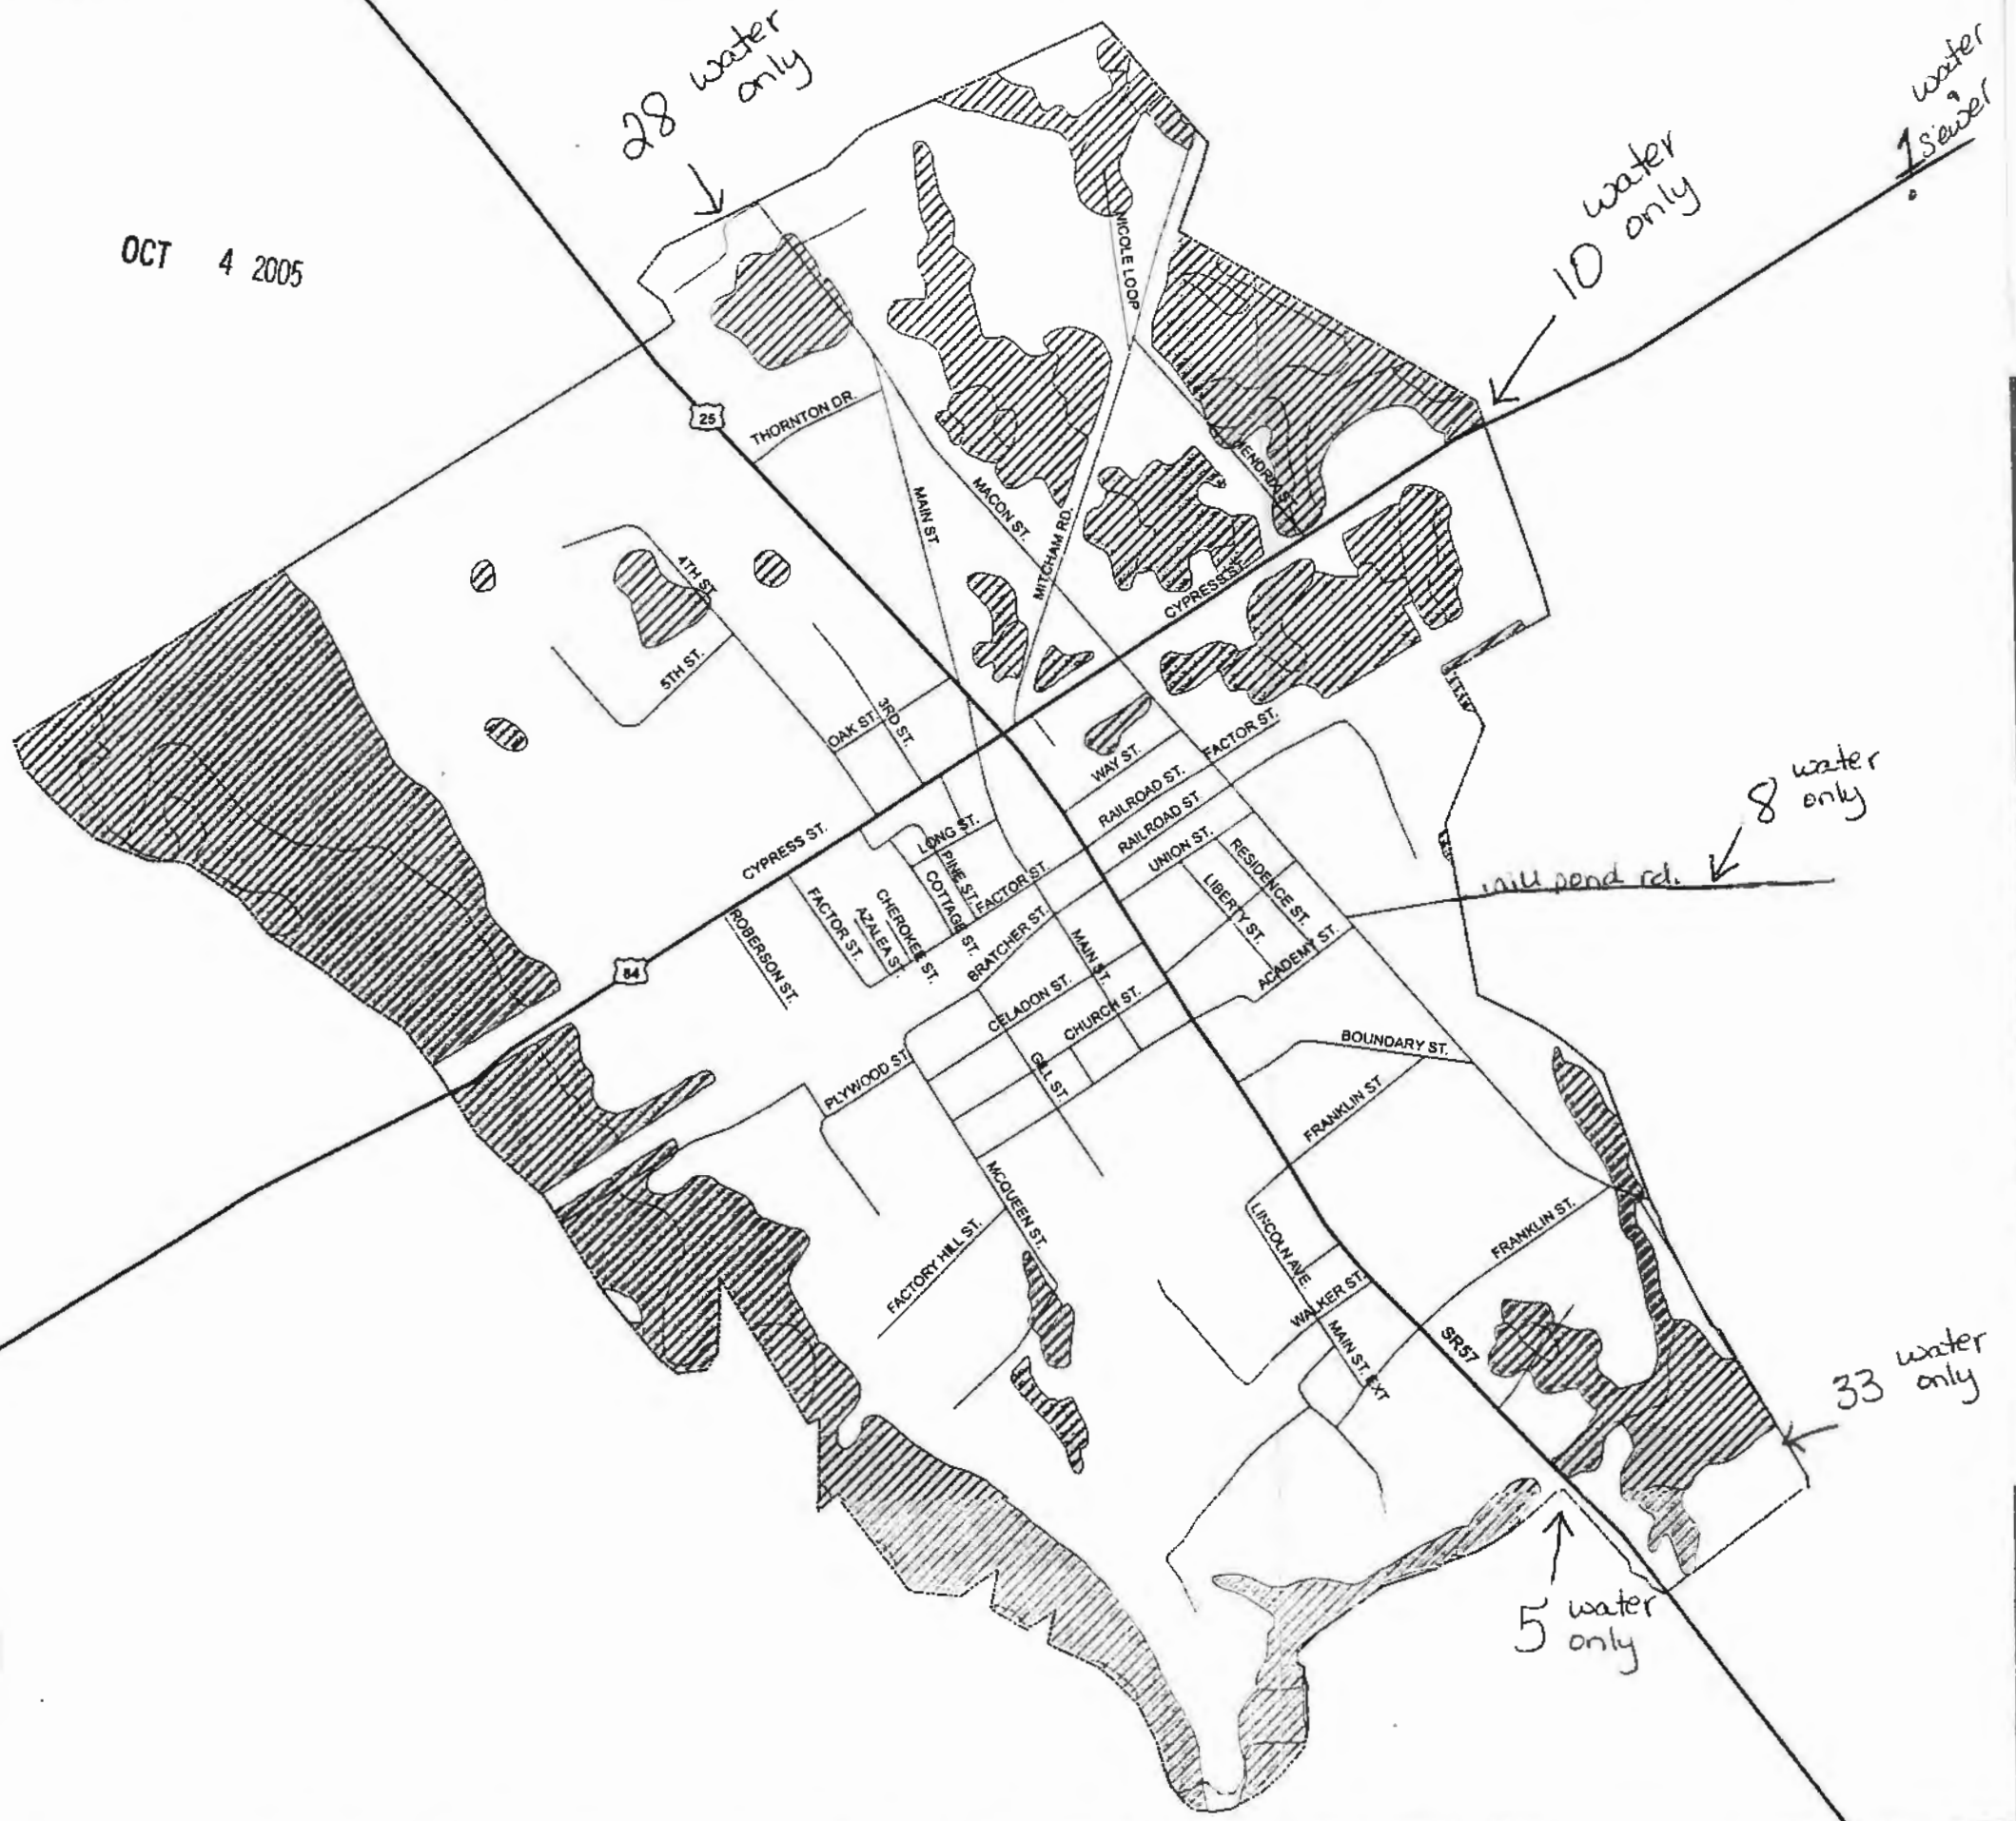 28 water
only
water
&
1 sewer
water
10 only
OCT 4 2005
NICOLE LOOP
25
THORNTON DR.
MAIN ST.
MACON ST.
MITCHAM RD.
4TH ST.
CYPRESS ST.
5TH ST.
OAK ST.
3RD ST.
FACTOR ST.
WAY ST.
RAILROAD ST.
RAILROAD ST.
UNION ST.
8 water
only
mill pond rd.
LONG ST.
CYPRESS ST.
PINE ST.
COTTAGE ST.
FACTOR ST.
RESIDENCE ST.
LIBERTY ST.
CHEROKEE ST.
AZALEA ST.
FACTOR ST.
ROBERSON ST.
BRATCHER ST.
MAIN ST.
ACADEMY ST.
84
CELADON ST.
CHURCH ST.
BOUNDARY ST.
GILL ST.
PLYWOOD ST.
FRANKLIN ST
MCQUEEN ST.
LINCOLN AVE.
FRANKLIN ST.
FACTORY HILL ST.
WALKER ST.
MAIN ST. EXT
SR57
33 water
only
5 water
only